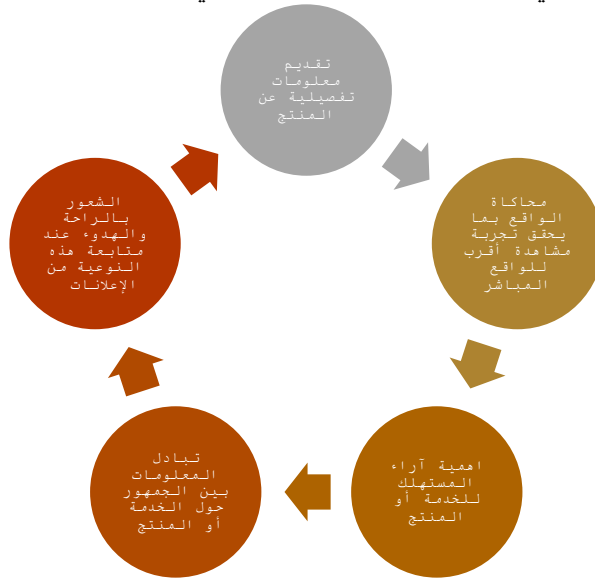 تقديم
معلومات
تفصيلية عن
المنتج
محاكاة
الواقع بما
يحقق تجربة
مشاهدة أقرب
للواقع
المباشر
اهمية آراء
المستهلك
للخدمة أو
المنتج
تبادل
المعلومات
بين الجمهور
حول الخدمة
أو المنتج
الشعور
بالراحة
والهدوء عند
متابعة هذه
النوعية من
الإعلانات